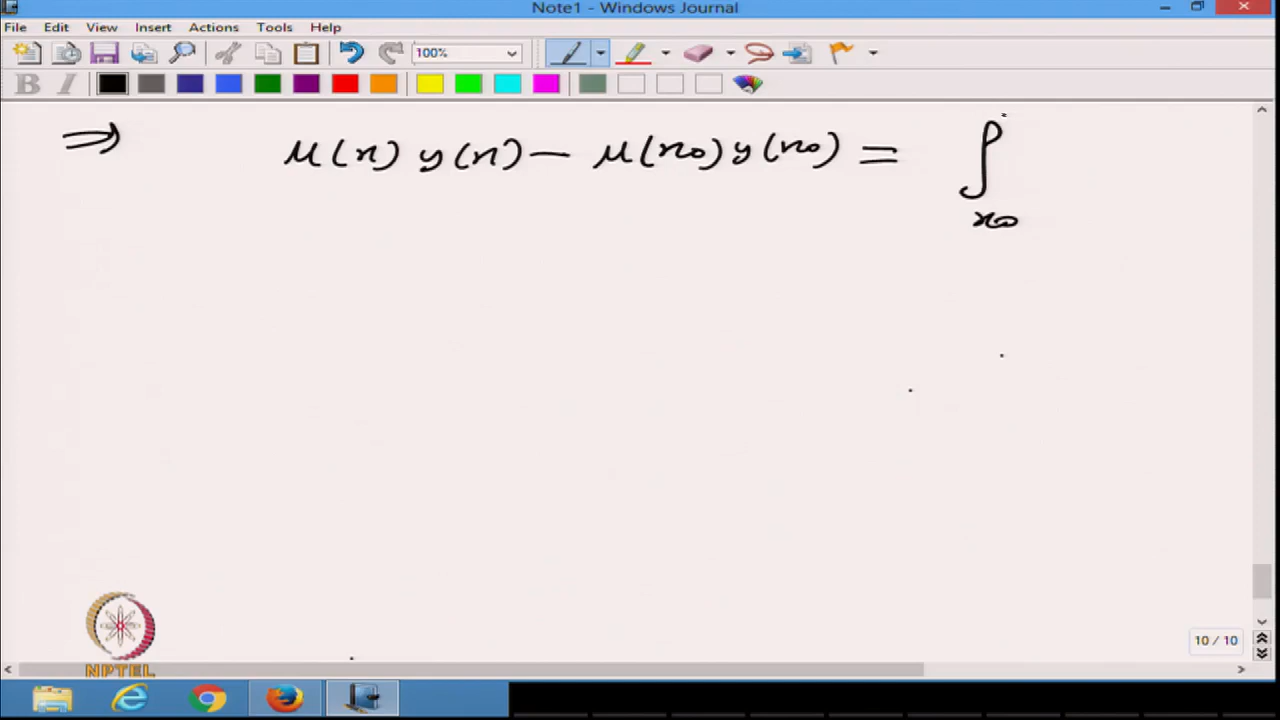 Note1 - Windows Journal
File Edit View Insert Actions Tools Help
100%
B I
⇒ μ(x) y(x) − μ(x₀) y(x₀) = ∫
x₀
10 / 10
NPTEL